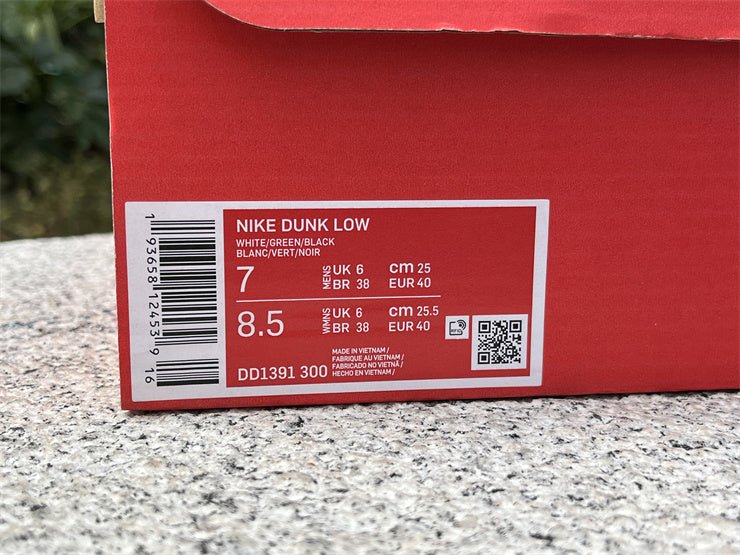 NIKE DUNK LOW
WHITE/GREEN/BLACK
BLANC/VERT/NOIR
7
MENS
UK 6 cm 25
BR 38 EUR 40
8.5
WMNS
UK 6 cm 25.5
BR 38 EUR 40
DD1391 300
MADE IN VIETNAM /
FABRIQUE AU VIETNAM /
FABRICADO NO VIETNÃ /
HECHO EN VIETNAM /
RFID
1 93658 12453 9 16